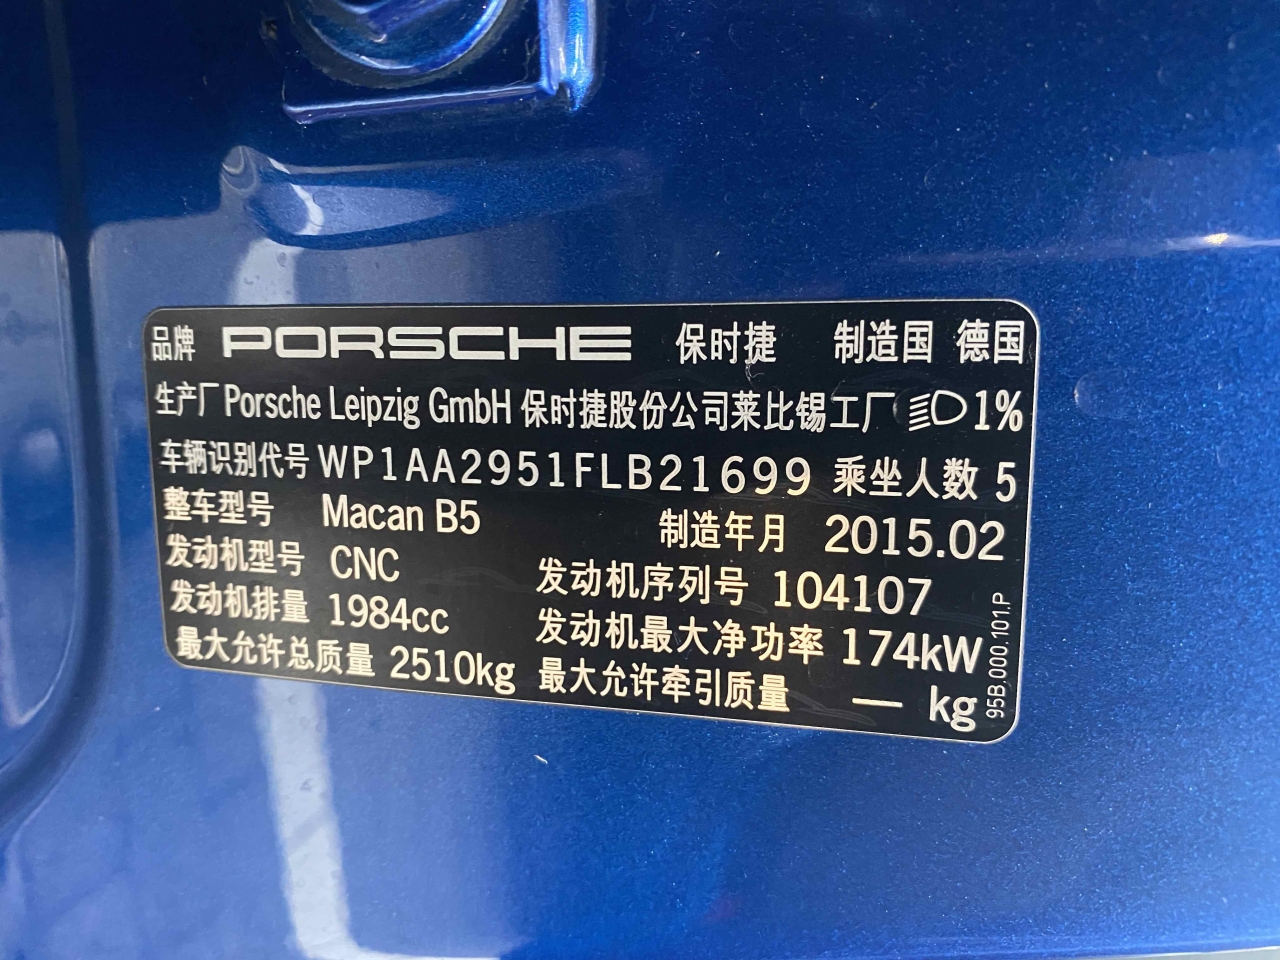 品牌 PORSCHE 保时捷 制造国 德国
生产厂 Porsche Leipzig GmbH 保时捷股份公司莱比锡工厂 1%
车辆识别代号 WP1AA2951FLB21699 乘坐人数 5
整车型号 Macan B5 制造年月 2015.02
发动机型号 CNC 发动机序列号 104107
发动机排量 1984cc 发动机最大净功率 174kW
最大允许总质量 2510kg 最大允许牵引质量 — kg
95B.000.101.P